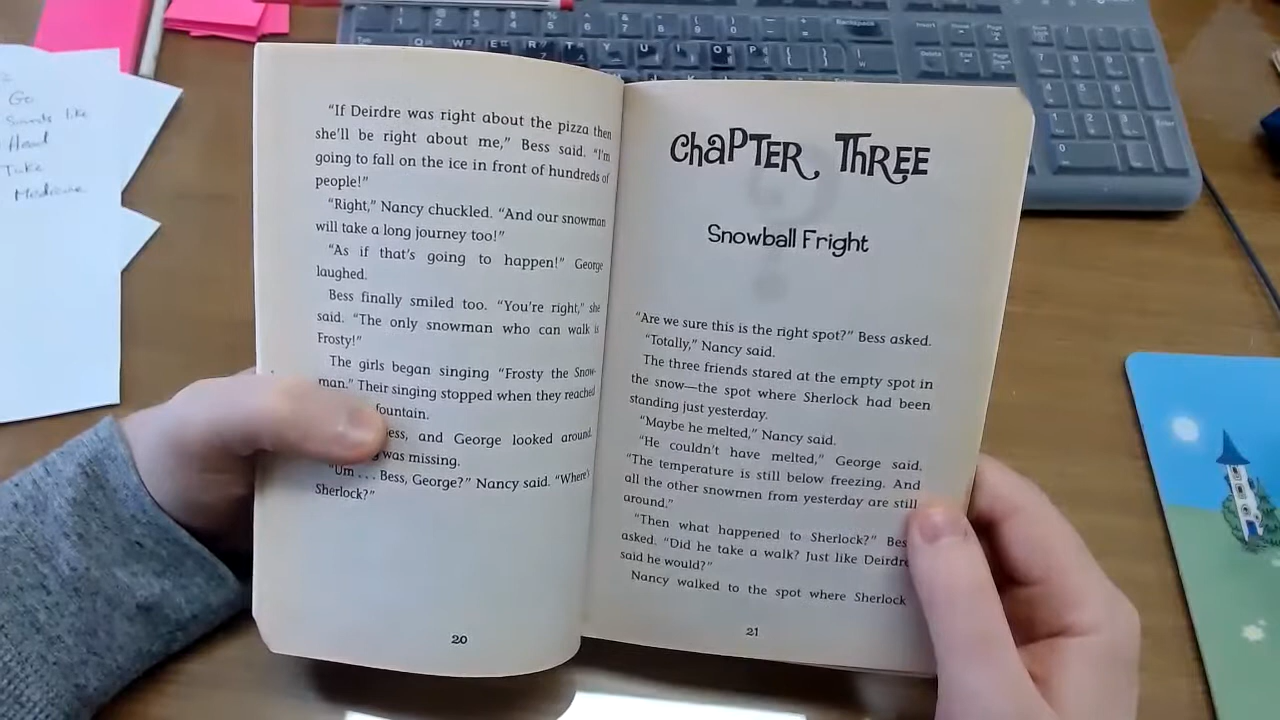 Go
Sounds like
Head
Take
Medicine
"If Deirdre was right about the pizza then
she'll be right about me," Bess said. "I'm
going to fall on the ice in front of hundreds of
people!"
"Right," Nancy chuckled. "And our snowman
will take a long journey too!"
"As if that's going to happen!" George
laughed.
Bess finally smiled too. "You're right," she
said. "The only snowman who can walk is
Frosty!"
The girls began singing "Frosty the Snow-
man." Their singing stopped when they reached
fountain.
ess, and George looked around.
was missing.
"Um . . . Bess, George?" Nancy said. "Where's
Sherlock?"
20
Chapter Three
Snowball Fright
"Are we sure this is the right spot?" Bess asked.
"Totally," Nancy said.
The three friends stared at the empty spot in
the snow—the spot where Sherlock had been
standing just yesterday.
"Maybe he melted," Nancy said.
"He couldn't have melted," George said.
"The temperature is still below freezing. And
all the other snowmen from yesterday are still
around."
"Then what happened to Sherlock?" Bess
asked. "Did he take a walk? Just like Deirdre
said he would?"
Nancy walked to the spot where Sherlock
21